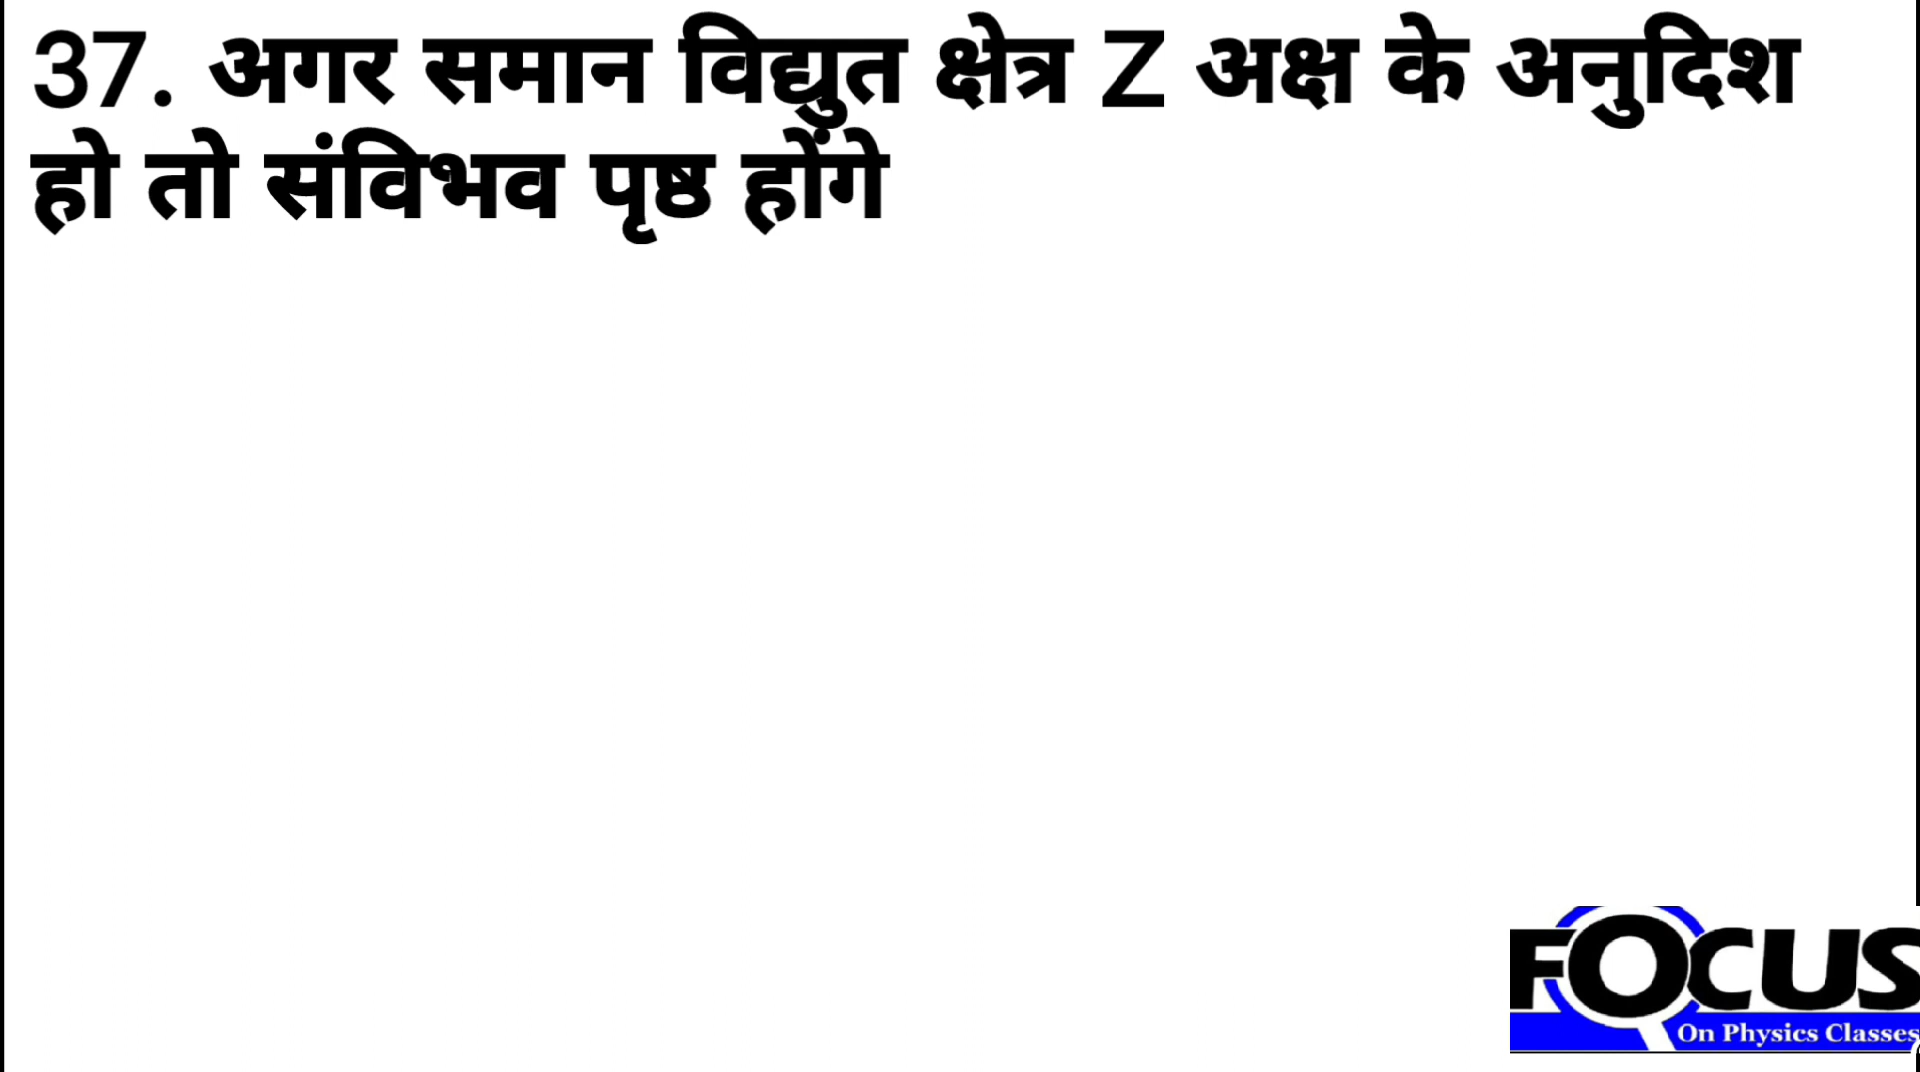 37. अगर समान विद्युत क्षेत्र Z अक्ष के अनुदिश
हो तो संविभव पृष्ठ होंगे
FOCUS
On Physics Classes